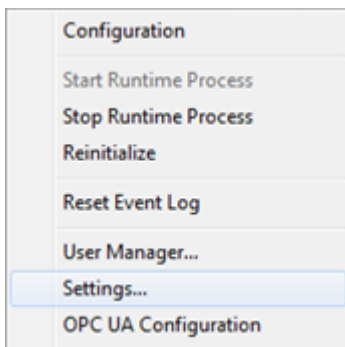 Configuration
Start Runtime Process
Stop Runtime Process
Reinitialize
Reset Event Log
User Manager...
Settings...
OPC UA Configuration